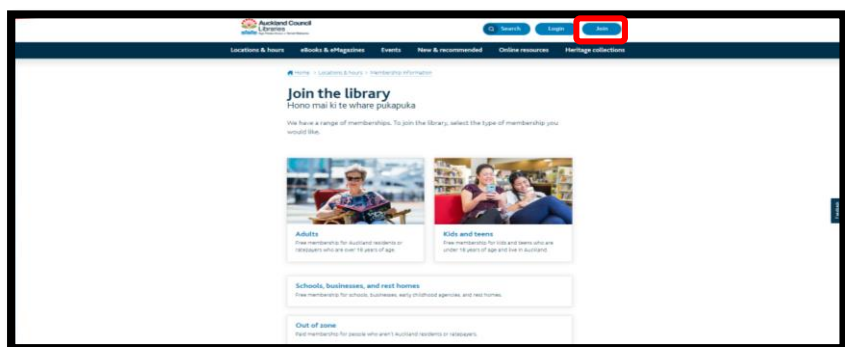 Auckland Council
Libraries
Search
Login
Join
Locations & hours
eBooks & eMagazines
Events
New & recommended
Online resources
Heritage collections
Home > Locations & hours > Membership information
Join the library
Hono mai ki te whare pukapuka
We have a range of memberships. To join the library, select the type of membership you
would like.
Adults
Free membership for Auckland residents or
ratepayers who are over 18 years of age.
Kids and teens
Free membership for kids and teens who are
under 18 years of age and live in Auckland.
Schools, businesses, and rest homes
Free membership for schools, businesses, early childhood agencies, and rest homes.
Out of zone
Paid membership for people who aren't Auckland residents or ratepayers.